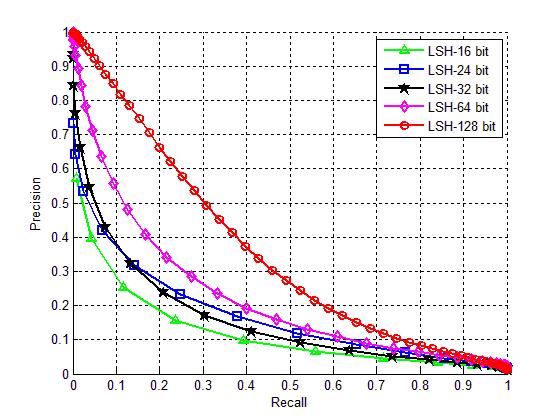 1
0.9
0.8
0.7
0.6
0.5
0.4
0.3
0.2
0.1
0
Precision
LSH-16 bit
LSH-24 bit
LSH-32 bit
LSH-64 bit
LSH-128 bit
0 0.1 0.2 0.3 0.4 0.5 0.6 0.7 0.8 0.9 1
Recall